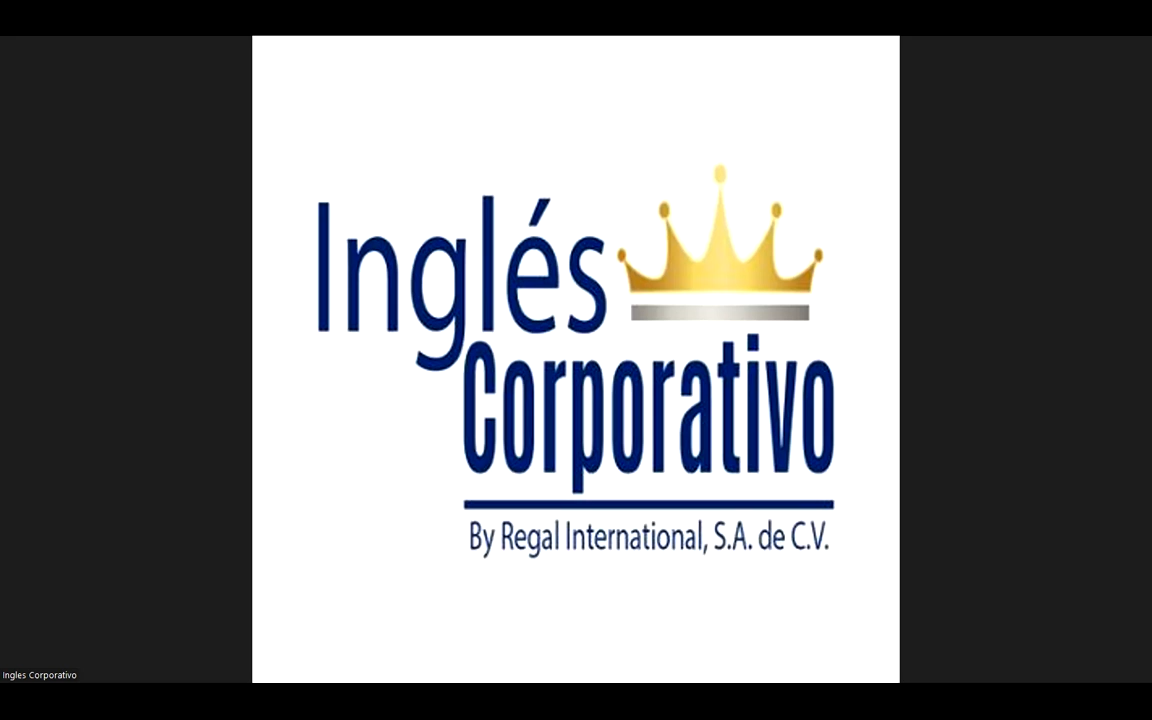 Inglés
Corporativo
By Regal International, S.A. de C.V.
Ingles Corporativo